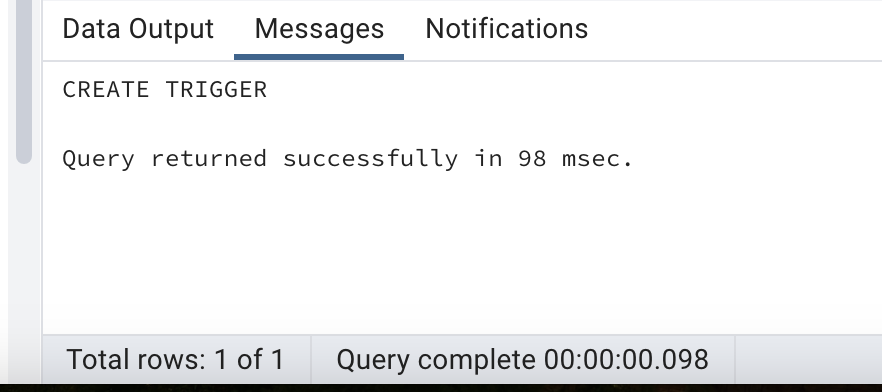 Data Output Messages Notifications
CREATE TRIGGER
Query returned successfully in 98 msec.
Total rows: 1 of 1 Query complete 00:00:00.098